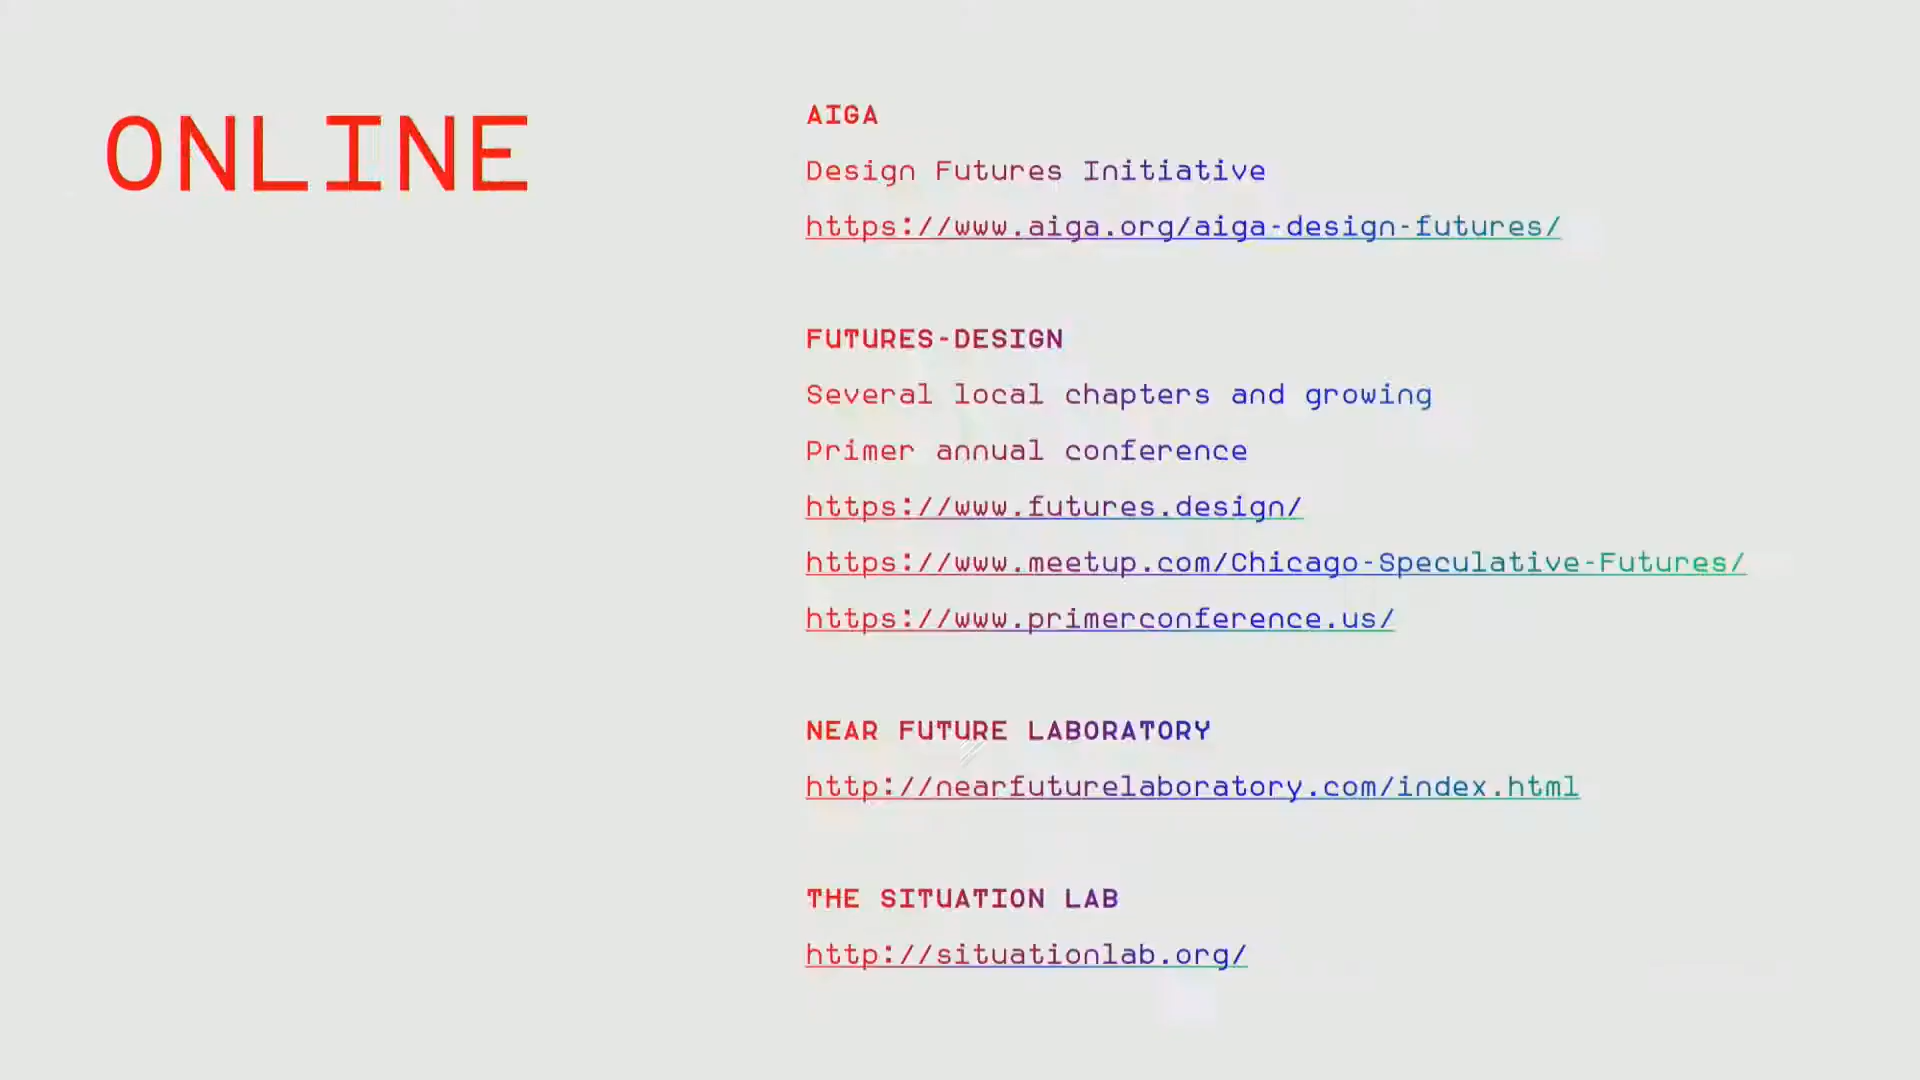 ONLINE
AIGA
Design Futures Initiative
https://www.aiga.org/aiga-design-futures/
FUTURES-DESIGN
Several local chapters and growing
Primer annual conference
https://www.futures.design/
https://www.meetup.com/Chicago-Speculative-Futures/
https://www.primerconference.us/
NEAR FUTURE LABORATORY
http://nearfuturelaboratory.com/index.html
THE SITUATION LAB
http://situationlab.org/